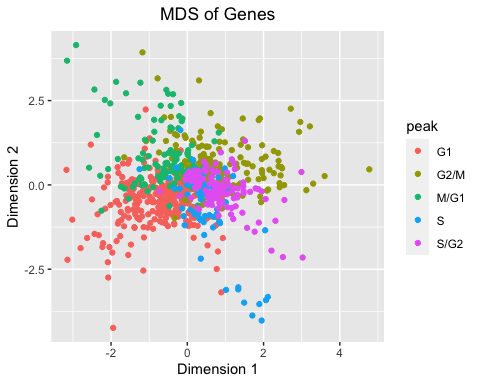 MDS of Genes
Dimension 2
2.5
0.0
-2.5
-2
0
2
4
Dimension 1
peak
G1
G2/M
M/G1
S
S/G2